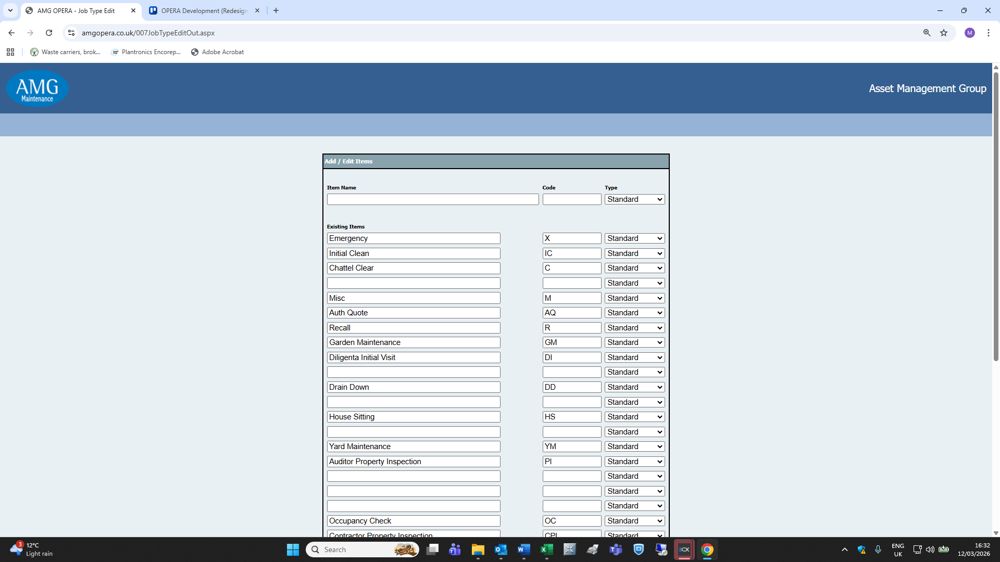 AMG OPERA - Job Type Edit
OPERA Development (Redesign
amgopera.co.uk/007JobTypeEditOut.aspx
M
Waste carriers, brok...
Plantronics Encorep...
Adobe Acrobat
AMG
Maintenance
Asset Management Group
Add / Edit Items
Item Name Code Type
Standard
Existing Items
Emergency X Standard
Initial Clean IC Standard
Chattel Clear C Standard
Standard
Misc M Standard
Auth Quote AQ Standard
Recall R Standard
Garden Maintenance GM Standard
Diligenta Initial Visit DI Standard
Standard
Drain Down DD Standard
Standard
House Sitting HS Standard
Standard
Yard Maintenance YM Standard
Auditor Property Inspection PI Standard
Standard
Standard
Standard
Occupancy Check OC Standard
Contractor Property Inspection CPI Standard
3
12°C
Light rain
Search
3CX
ENG
UK
16:32
12/03/2026